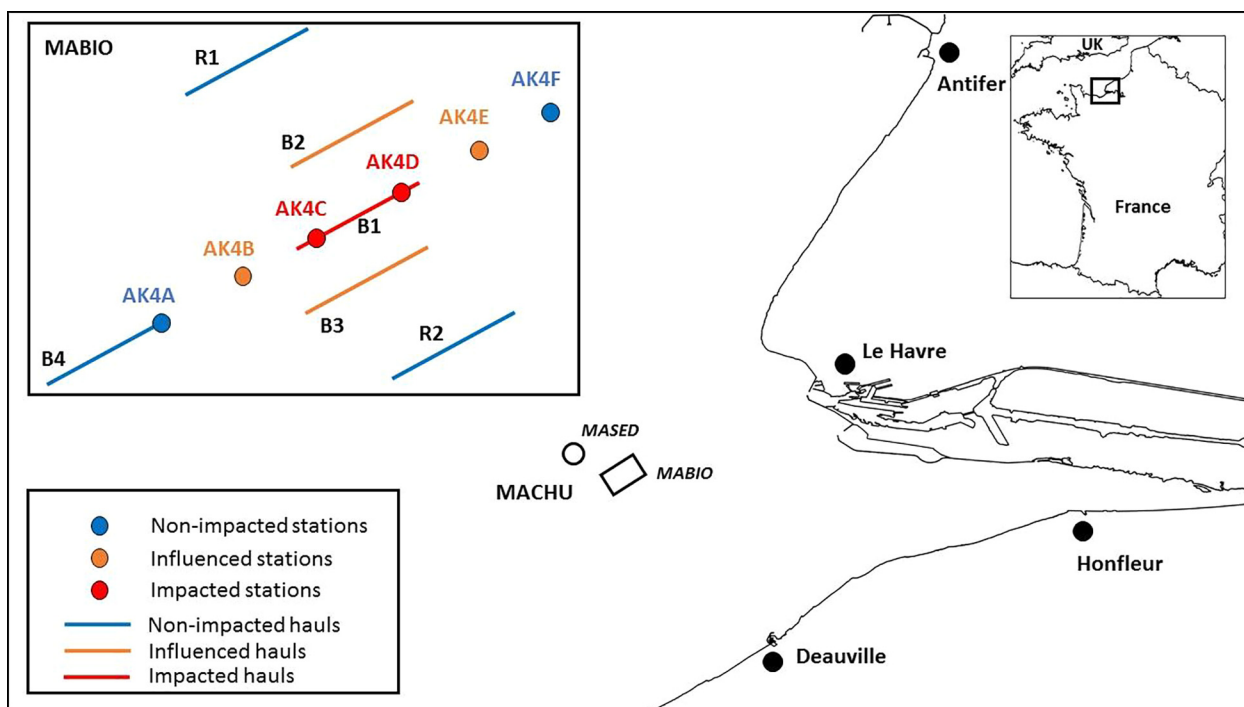 MABIO
R1
AK4F
AK4E
B2
AK4D
AK4C
B1
AK4B
AK4A
B3
R2
B4
Antifer
UK
France
Le Havre
MASED
MACHU
MABIO
Honfleur
Deauville
Non-impacted stations
Influenced stations
Impacted stations
Non-impacted hauls
Influenced hauls
Impacted hauls